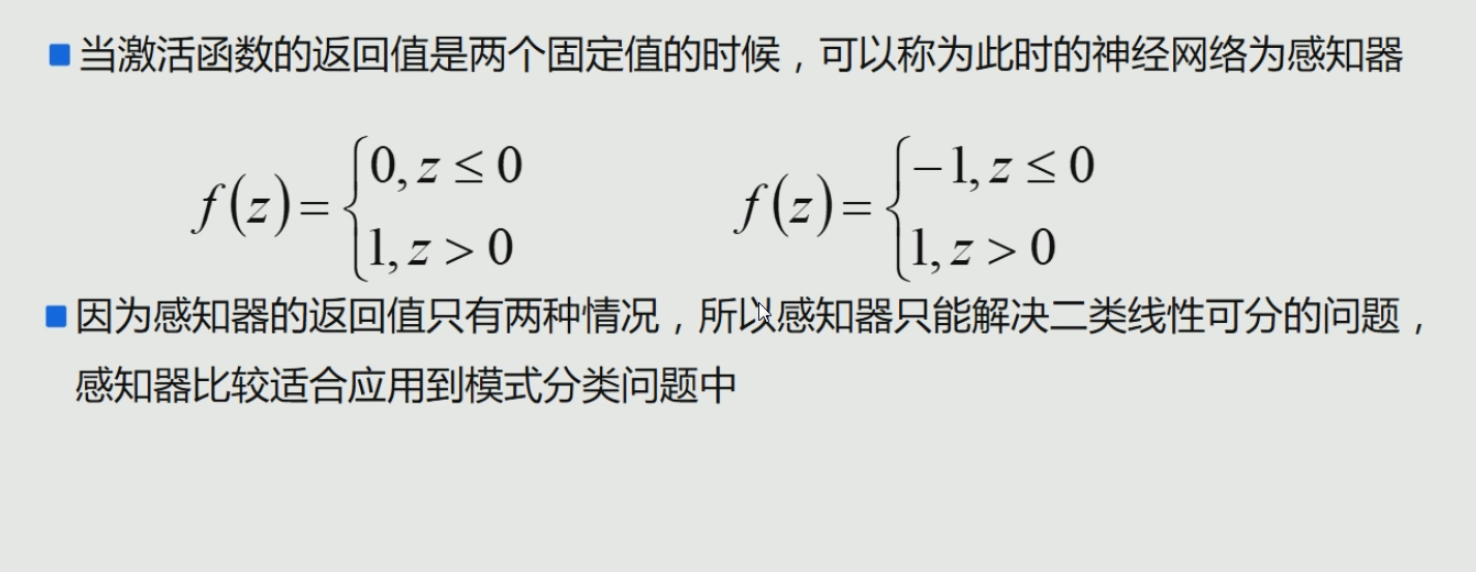 当激活函数的返回值是两个固定值的时候，可以称为此时的神经网络为感知器
f(z)={0, z ≤ 0
1, z > 0
f(z)={−1, z ≤ 0
1, z > 0
因为感知器的返回值只有两种情况，所以感知器只能解决二类线性可分的问题，
感知器比较适合应用到模式分类问题中